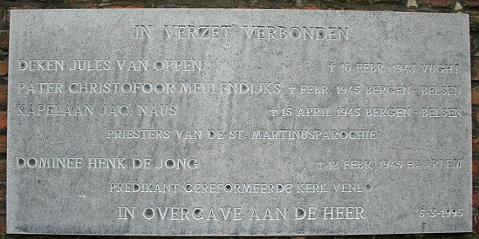 IN VERZET VERBONDEN
DEKEN JULES VAN OPPEN † 16 FEBR. 1943 VUGHT
PATER CHRISTOFOOR MEULENDIJKS † FEBR. 1945 BERGEN-BELSEN
KAPELAAN JAC. NAUS † 15 APRIL 1945 BERGEN-BELSEN
PRIESTERS VAN DE ST. MARTINUSPAROCHIE
DOMINEE HENK DE JONG † 12 FEBR. 1945 HAARLEM
PREDIKANT GEREFORMEERDE KERK VENLO
IN OVERGAVE AAN DE HEER 5-3-1995